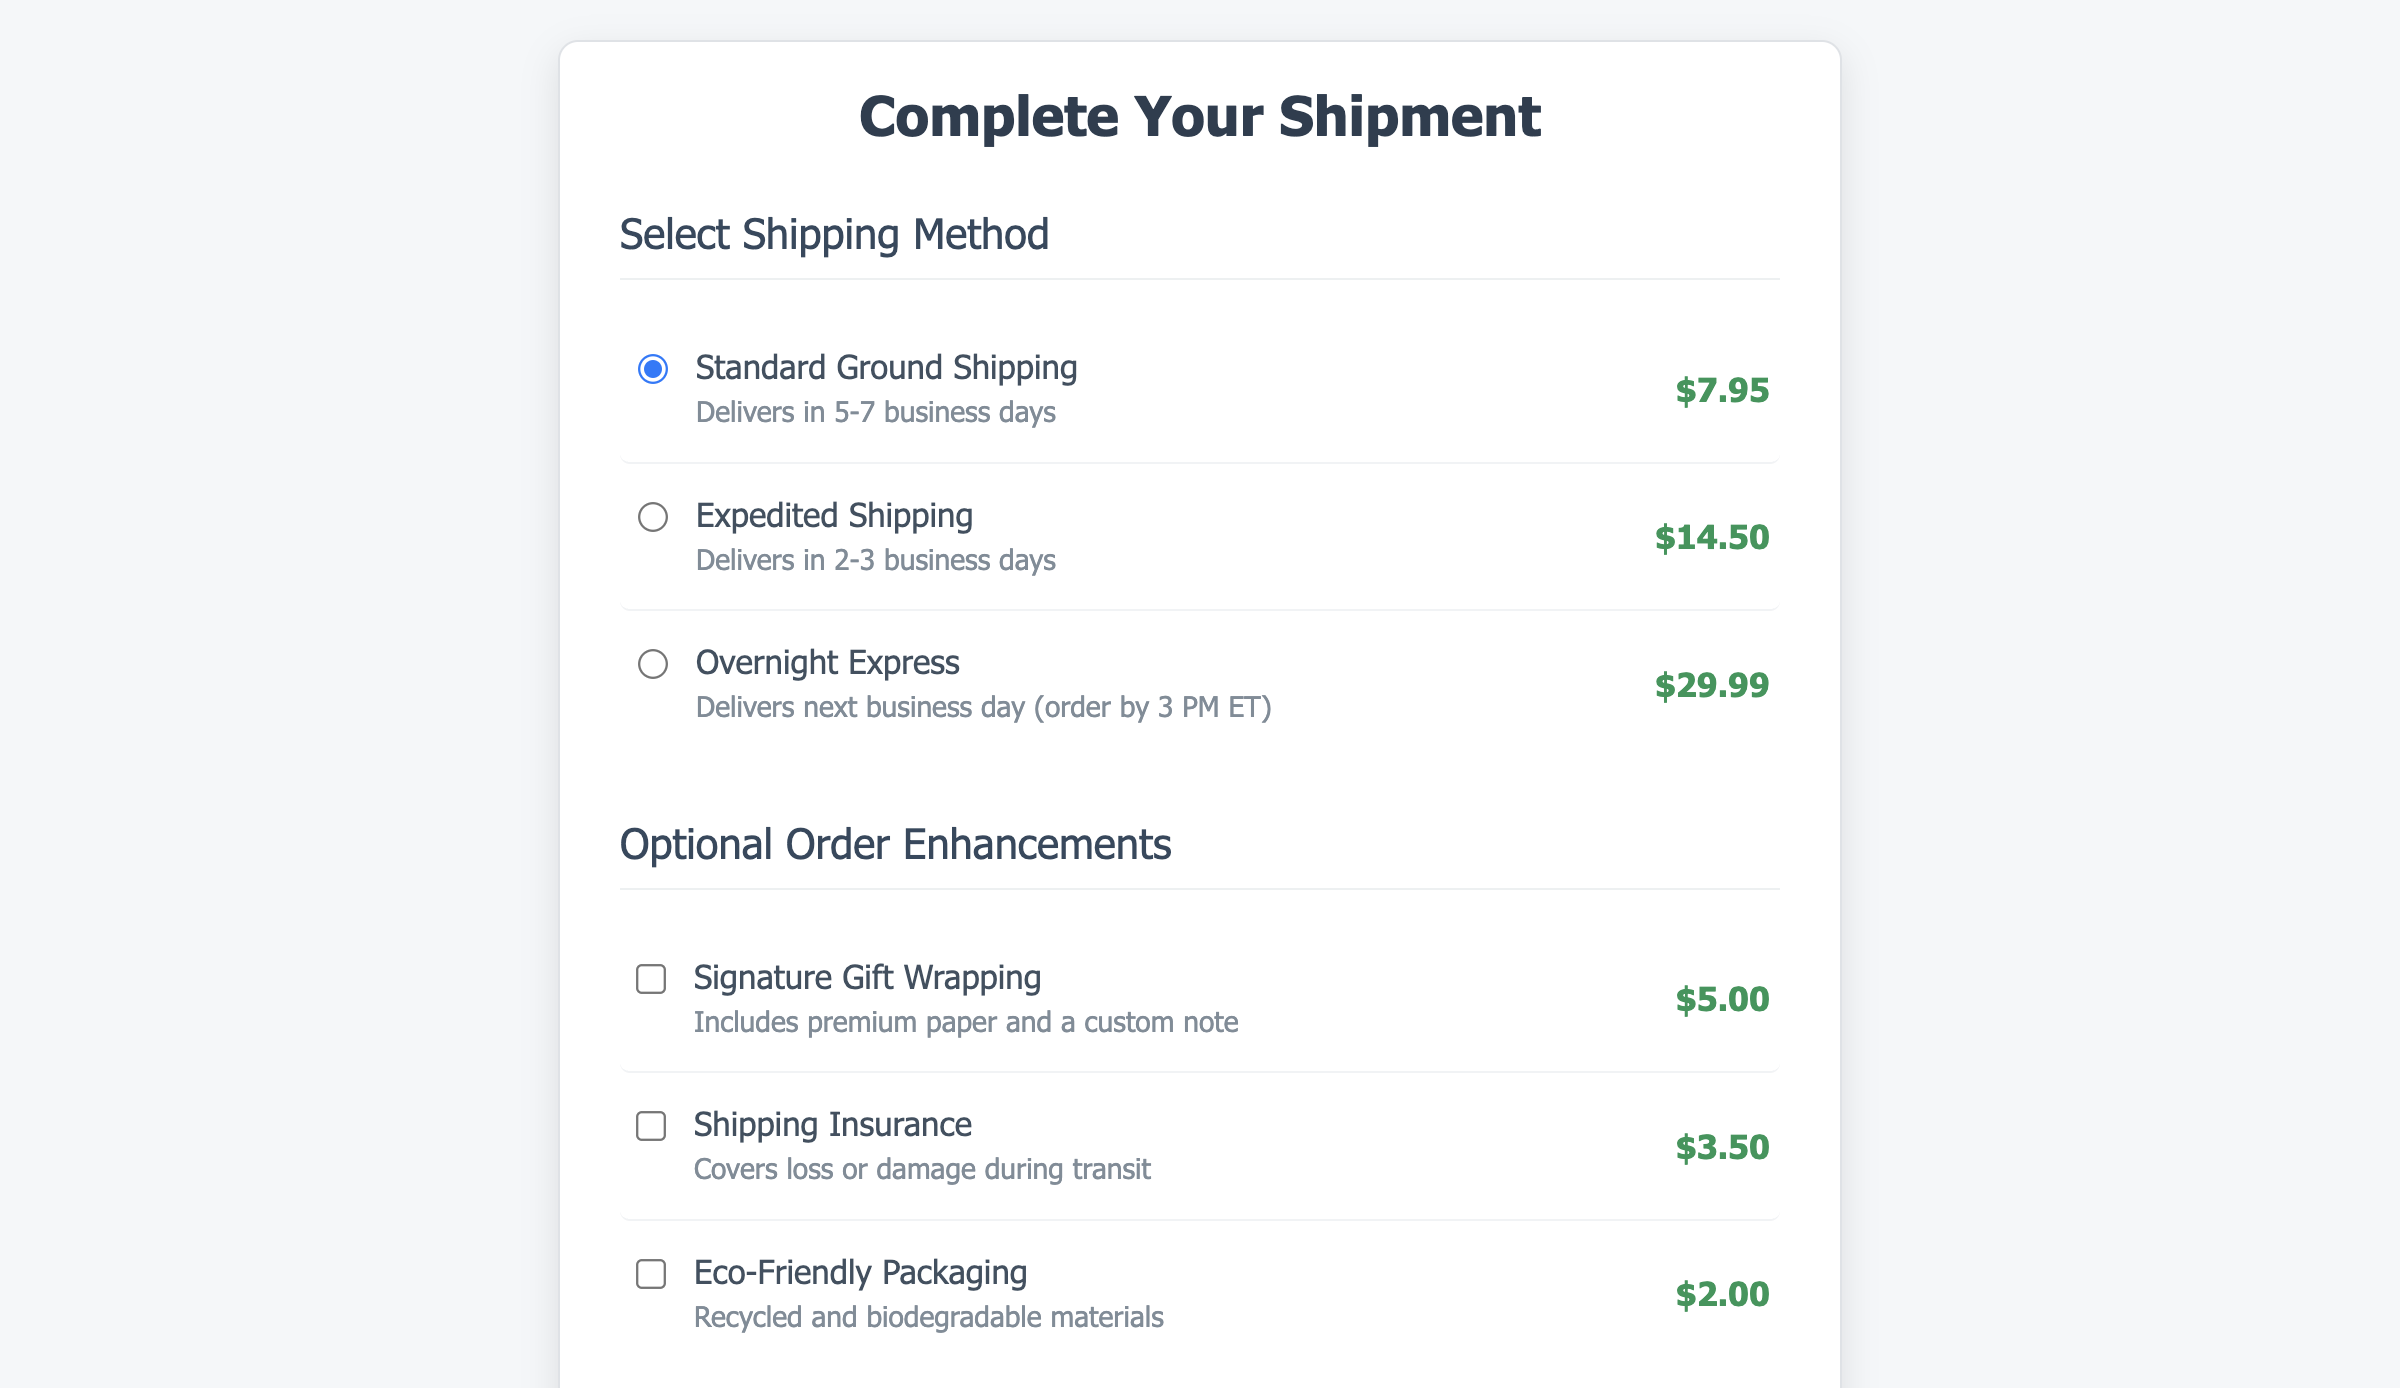 Complete Your Shipment
Select Shipping Method
Standard Ground Shipping
Delivers in 5-7 business days
$7.95
Expedited Shipping
Delivers in 2-3 business days
$14.50
Overnight Express
Delivers next business day (order by 3 PM ET)
$29.99
Optional Order Enhancements
Signature Gift Wrapping
Includes premium paper and a custom note
$5.00
Shipping Insurance
Covers loss or damage during transit
$3.50
Eco-Friendly Packaging
Recycled and biodegradable materials
$2.00